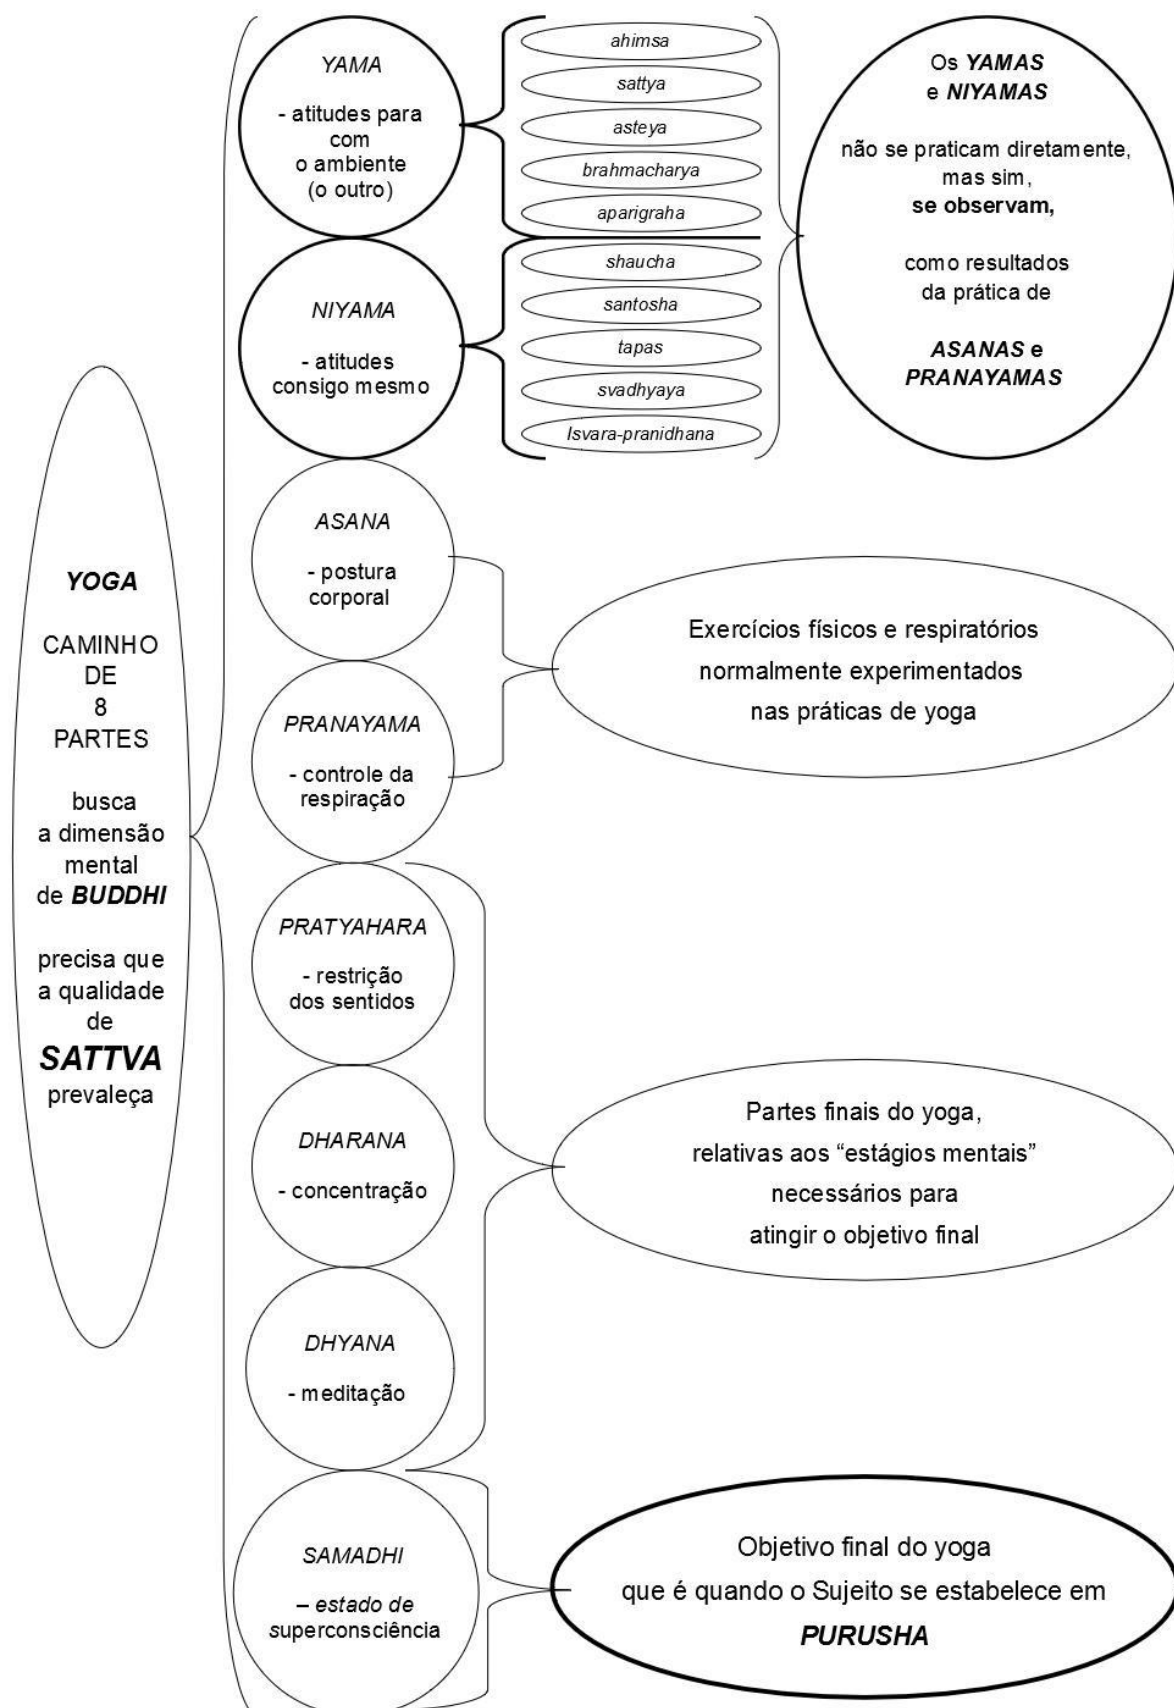 YOGA
CAMINHO
DE
8
PARTES
busca
a dimensão
mental
de BUDDHI
precisa que
a qualidade
de
SATTVA
prevaleça
YAMA
- atitudes para
com
o ambiente
(o outro)
ahimsa
sattya
asteya
brahmacharya
aparigraha
NIYAMA
- atitudes
consigo mesmo
shaucha
santosha
tapas
svadhyaya
Isvara-pranidhana
Os YAMAS
e NIYAMAS
não se praticam diretamente,
mas sim,
se observam,
como resultados
da prática de
ASANAS e
PRANAYAMAS
ASANA
- postura
corporal
PRANAYAMA
- controle da
respiração
Exercícios físicos e respiratórios
normalmente experimentados
nas práticas de yoga
PRATYAHARA
- restrição
dos sentidos
DHARANA
- concentração
DHYANA
- meditação
Partes finais do yoga,
relativas aos “estágios mentais”
necessários para
atingir o objetivo final
SAMADHI
– estado de
superconsciência
Objetivo final do yoga
que é quando o Sujeito se estabelece em
PURUSHA